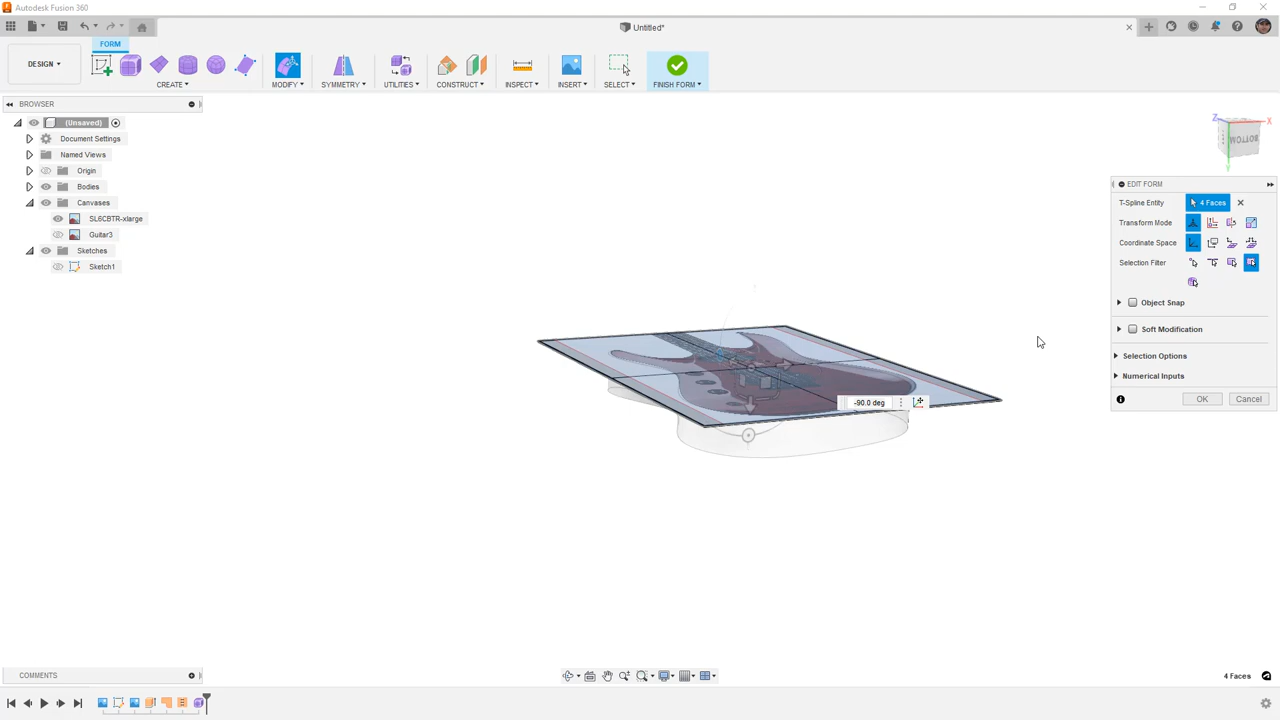 Autodesk Fusion 360
Untitled*
DESIGN
FORM
CREATE
MODIFY
SYMMETRY
UTILITIES
CONSTRUCT
INSPECT
INSERT
SELECT
FINISH FORM
BROWSER
(Unsaved)
Document Settings
Named Views
Origin
Bodies
Canvases
SL6CBTR-xlarge
Guitar3
Sketches
Sketch1
Z
X
Y
BOTTOM
EDIT FORM
T-Spline Entity
4 Faces
Transform Mode
Coordinate Space
Selection Filter
Object Snap
Soft Modification
Selection Options
Numerical Inputs
OK
Cancel
-90.0 deg
COMMENTS
4 Faces